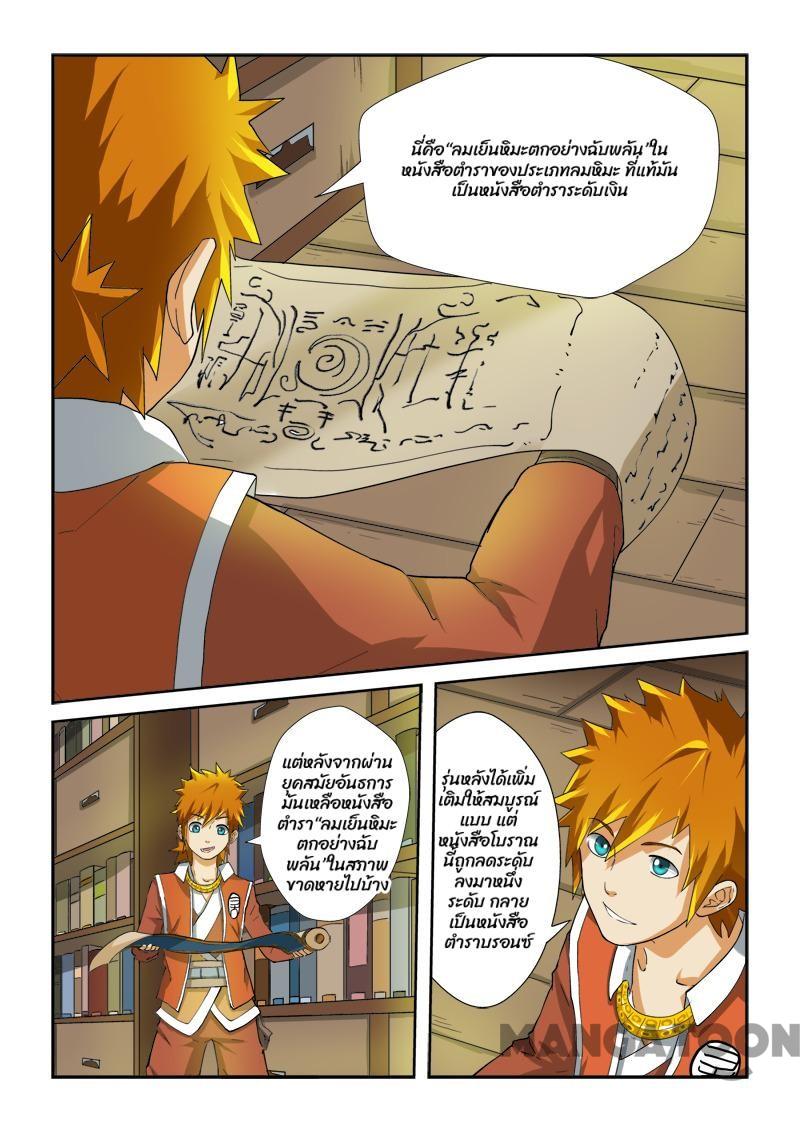 นี่คือ“ลมเย็นหิมะตกอย่างฉับพลัน”ใน
หนังสือตำราของประเภทลมหิมะ ที่แท้มัน
เป็นหนังสือตำราระดับเงิน
แต่หลังจากผ่าน
ยุคสมัยอันธการ
มันเหลือหนังสือ
ตำรา“ลมเย็นหิมะ
ตกอย่างฉับ
พลัน”ในสภาพ
ขาดหายไปบ้าง
รุ่นหลังได้เพิ่ม
เติมให้สมบูรณ์
แบบ แต่
หนังสือโบราณ
นี้ถูกลดระดับ
ลงมาหนึ่ง
ระดับ กลาย
เป็นหนังสือ
ตำราบรอนซ์
MANGATOON